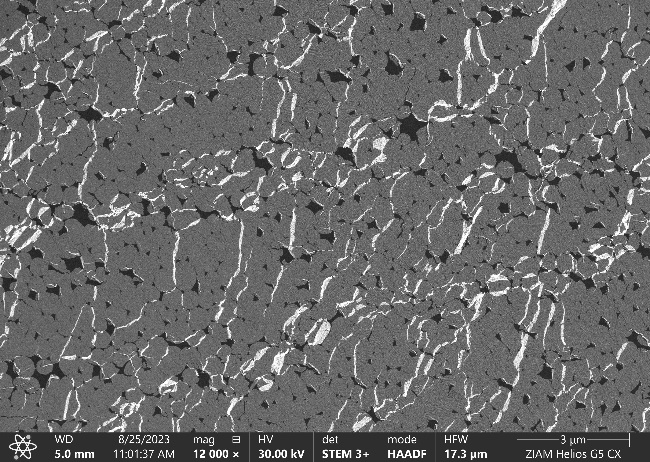 WD 8/25/2023 mag HV det mode HFW 3 µm
5.0 mm 11:01:37 AM 12 000 × 30.00 kV STEM 3+ HAADF 17.3 µm ZIAM Helios G5 CX